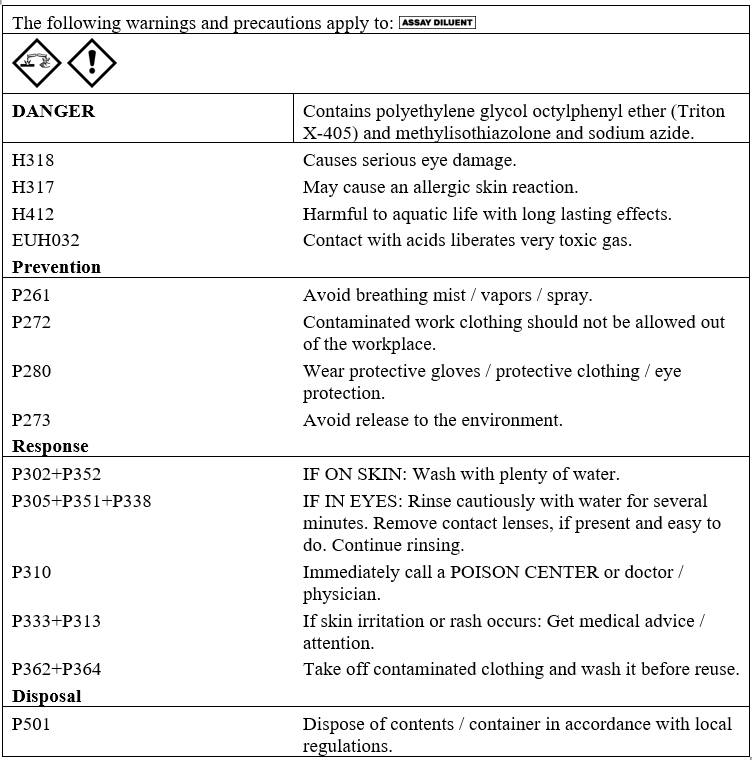 The following warnings and precautions apply to: ASSAY DILUENT
DANGER
Contains polyethylene glycol octylphenyl ether (Triton
X-405) and methylisothiazolone and sodium azide.
H318 Causes serious eye damage.
H317 May cause an allergic skin reaction.
H412 Harmful to aquatic life with long lasting effects.
EUH032 Contact with acids liberates very toxic gas.
Prevention
P261 Avoid breathing mist / vapors / spray.
P272 Contaminated work clothing should not be allowed out
of the workplace.
P280 Wear protective gloves / protective clothing / eye
protection.
P273 Avoid release to the environment.
Response
P302+P352 IF ON SKIN: Wash with plenty of water.
P305+P351+P338 IF IN EYES: Rinse cautiously with water for several
minutes. Remove contact lenses, if present and easy to
do. Continue rinsing.
P310 Immediately call a POISON CENTER or doctor /
physician.
P333+P313 If skin irritation or rash occurs: Get medical advice /
attention.
P362+P364 Take off contaminated clothing and wash it before reuse.
Disposal
P501 Dispose of contents / container in accordance with local
regulations.